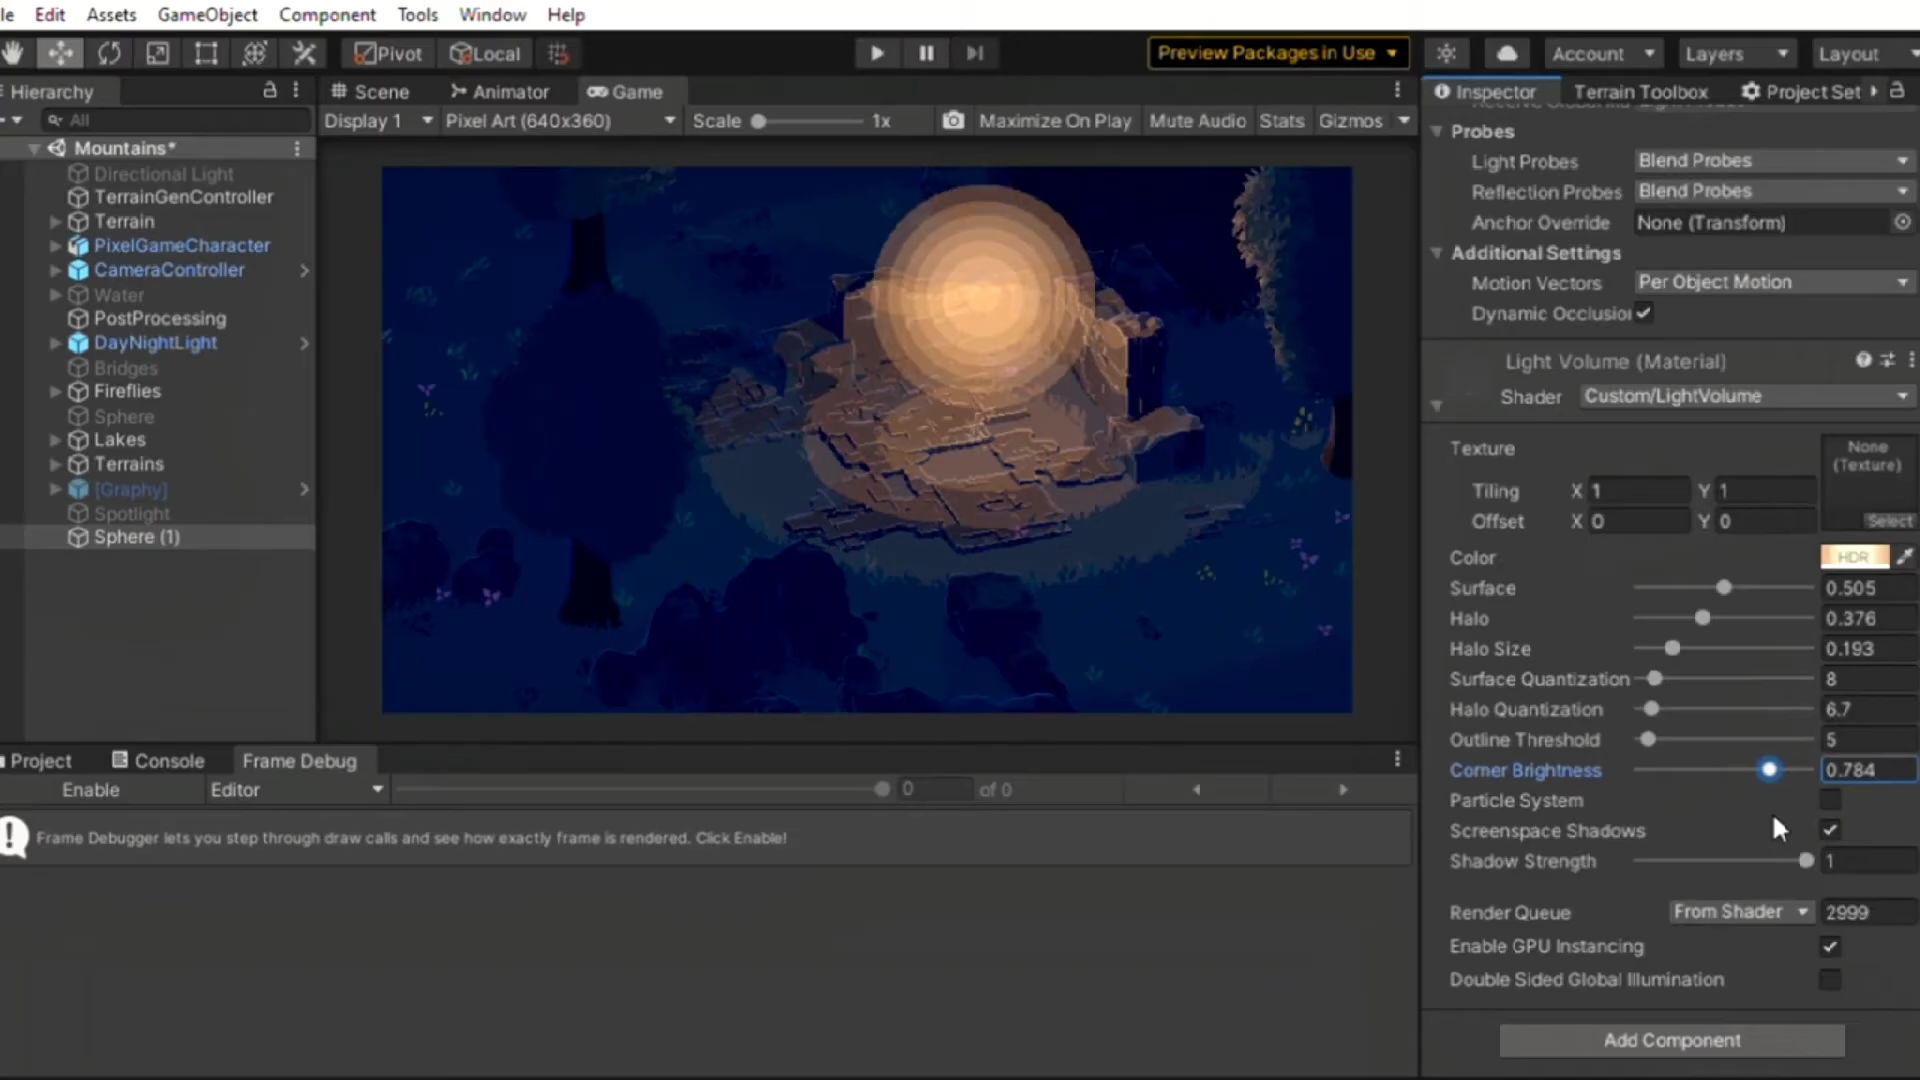 le Edit Assets GameObject Component Tools Window Help
Pivot Local Preview Packages in Use Account Layers Layout
Hierarchy
All
Mountains*
Directional Light
TerrainGenController
Terrain
PixelGameCharacter
CameraController
Water
PostProcessing
DayNightLight
Bridges
Fireflies
Sphere
Lakes
Terrains
[Graphy]
Spotlight
Sphere (1)
Scene Animator Game
Display 1 Pixel Art (640x360) Scale 1x Maximize On Play Mute Audio Stats Gizmos
Project Console Frame Debug
Enable Editor 0 of 0
Frame Debugger lets you step through draw calls and see how exactly frame is rendered. Click Enable!
Inspector Terrain Toolbox Project Set
Probes
Light Probes Blend Probes
Reflection Probes Blend Probes
Anchor Override None (Transform)
Additional Settings
Motion Vectors Per Object Motion
Dynamic Occlusion
Light Volume (Material)
Shader Custom/LightVolume
Texture None
(Texture)
Tiling X 1 Y 1
Offset X 0 Y 0 Select
Color HDR
Surface 0.505
Halo 0.376
Halo Size 0.193
Surface Quantization 8
Halo Quantization 6.7
Outline Threshold 5
Corner Brightness 0.784
Particle System
Screenspace Shadows
Shadow Strength 1
Render Queue From Shader 2999
Enable GPU Instancing
Double Sided Global Illumination
Add Component